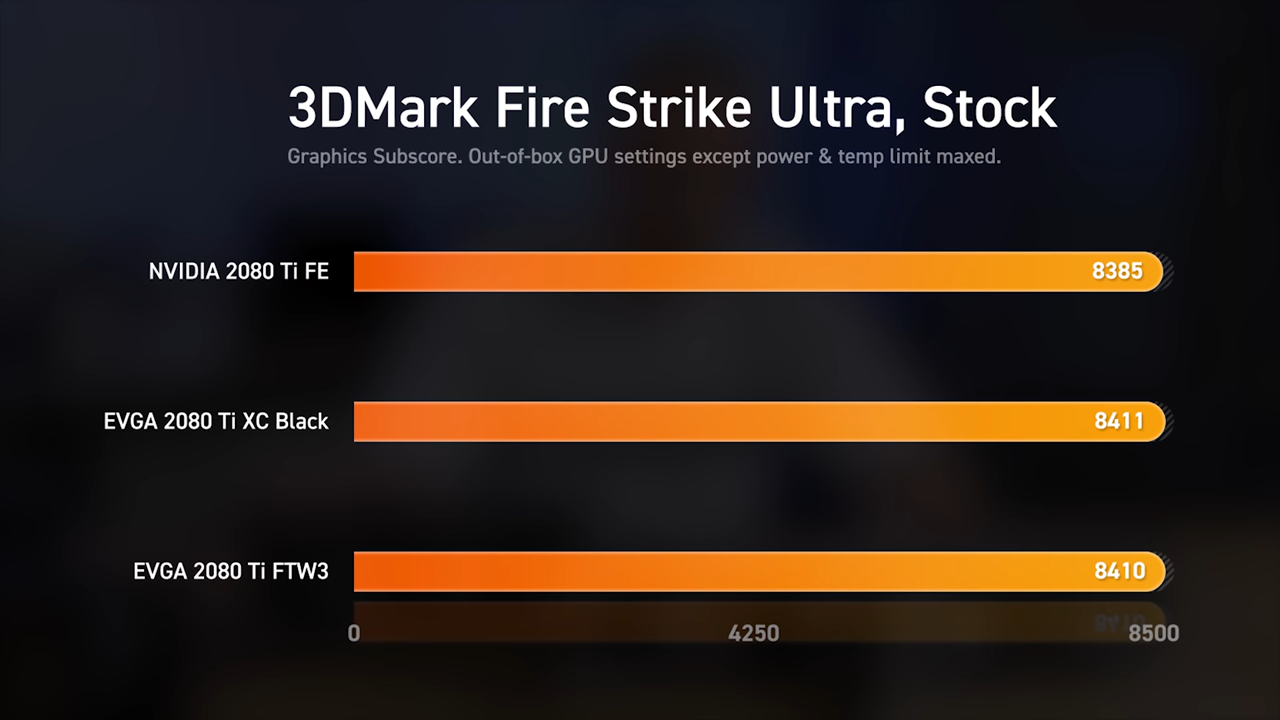 3DMark Fire Strike Ultra, Stock
Graphics Subscore. Out-of-box GPU settings except power & temp limit maxed.
NVIDIA 2080 Ti FE 8385
EVGA 2080 Ti XC Black 8411
EVGA 2080 Ti FTW3 8410
0 4250 8500